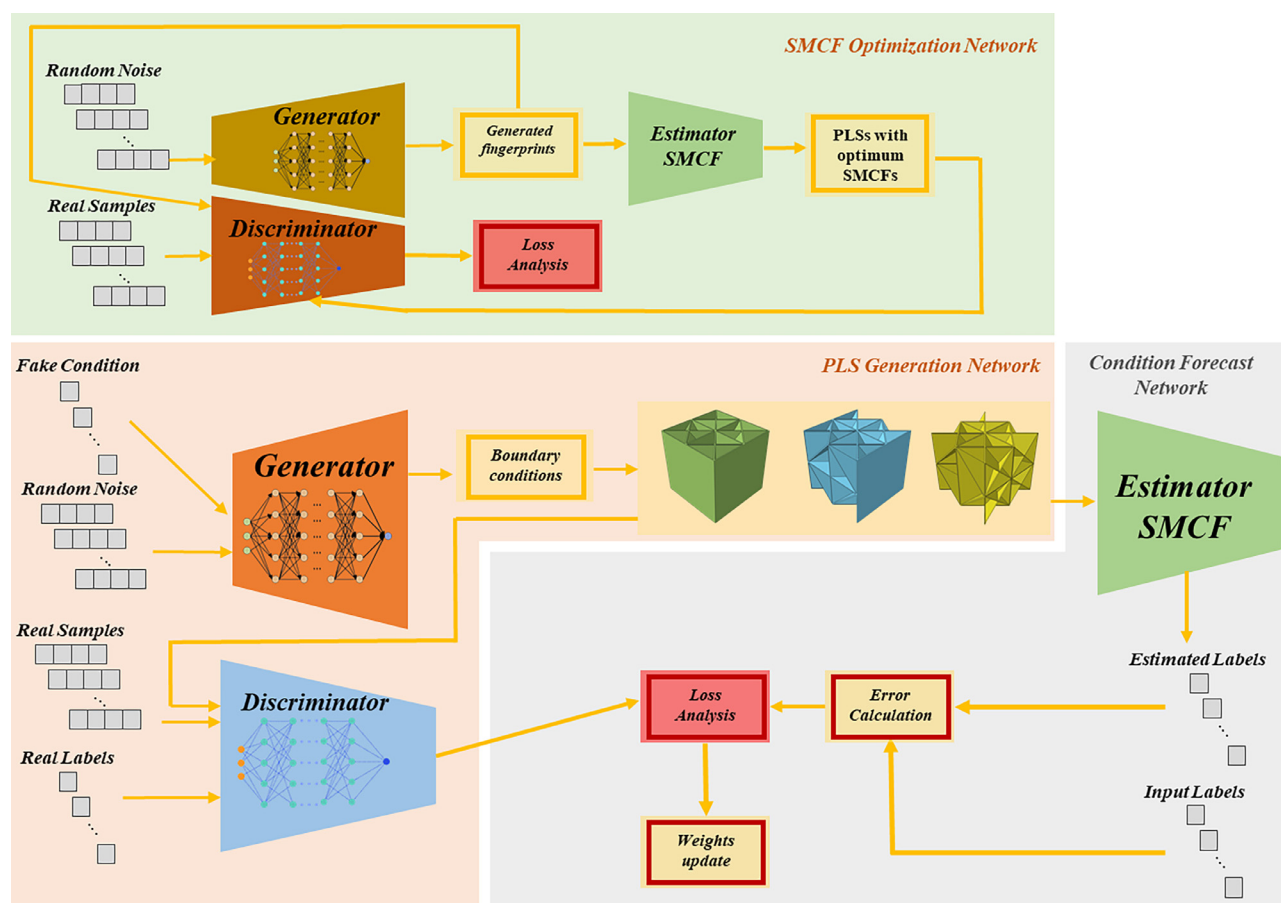 SMCF Optimization Network
Random Noise
Generator
Generated
fingerprints
Estimator
SMCF
PLSs with
optimum
SMCFs
Real Samples
Discriminator
Loss
Analysis
PLS Generation Network
Fake Condition
Generator
Boundary
conditions
Random Noise
Real Samples
Discriminator
Real Labels
Condition Forecast
Network
Estimator
SMCF
Estimated Labels
Loss
Analysis
Error
Calculation
Input Labels
Weights
update